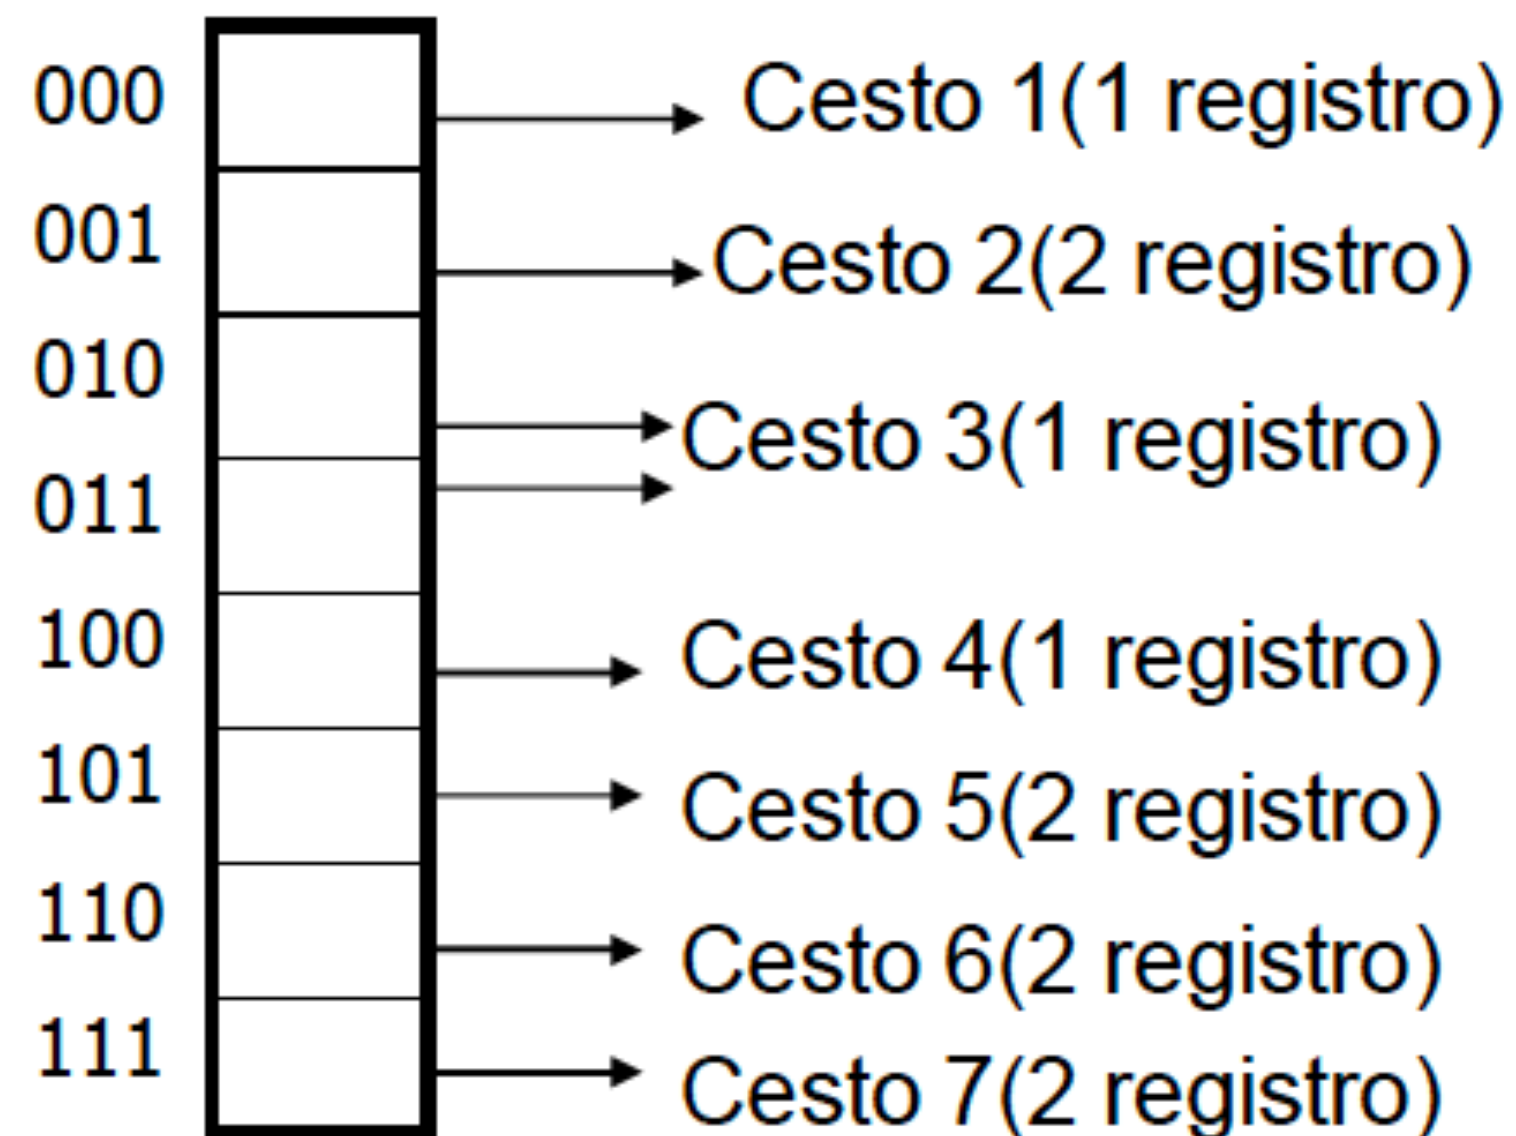 000 Cesto 1(1 registro)
001 Cesto 2(2 registro)
010 Cesto 3(1 registro)
011
100 Cesto 4(1 registro)
101 Cesto 5(2 registro)
110 Cesto 6(2 registro)
111 Cesto 7(2 registro)